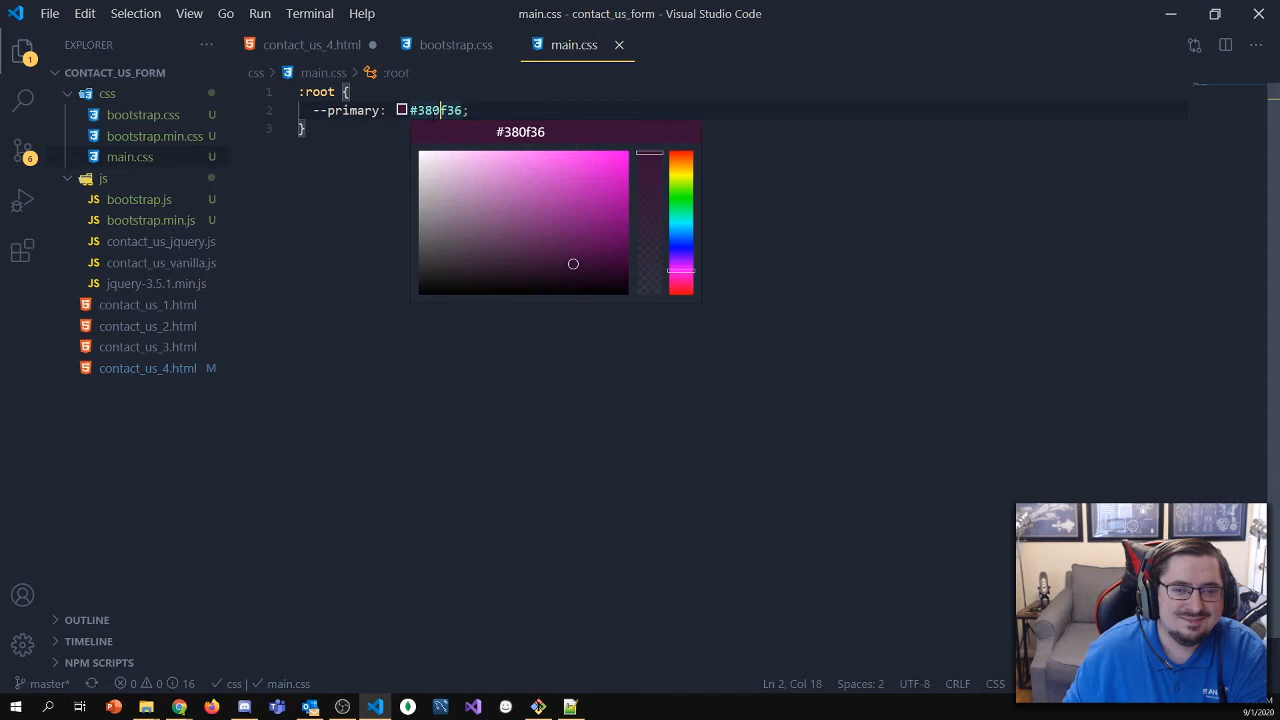 File Edit Selection View Go Run Terminal Help main.css - contact_us_form - Visual Studio Code
EXPLORER
contact_us_4.html bootstrap.css main.css
CONTACT_US_FORM
css > main.css > :root
css
bootstrap.css U
bootstrap.min.css U
main.css U
js
bootstrap.js U
bootstrap.min.js U
contact_us_jquery.js
contact_us_vanilla.js
jquery-3.5.1.min.js
contact_us_1.html
contact_us_2.html
contact_us_3.html
contact_us_4.html M
1 :root {
2 --primary: #380f36;
3 }
#380f36
1
6
OUTLINE
TIMELINE
NPM SCRIPTS
master* 0 0 16 css | main.css Ln 2, Col 18 Spaces: 2 UTF-8 CRLF CSS
9/1/2020